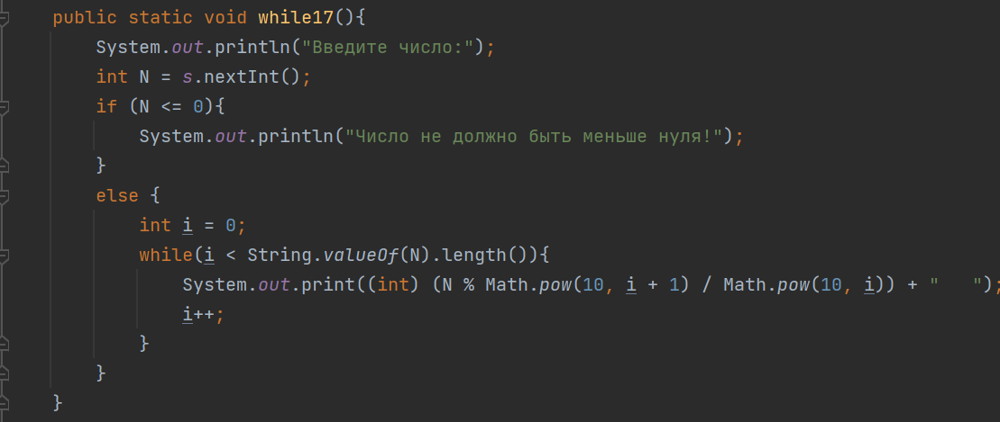 public static void while17(){
System.out.println("Введите число:");
int N = s.nextInt();
if (N <= 0){
System.out.println("Число не должно быть меньше нуля!");
}
else {
int i = 0;
while(i < String.valueOf(N).length()){
System.out.print((int) (N % Math.pow(10, i + 1) / Math.pow(10, i)) + "   ");
i++;
}
}
}